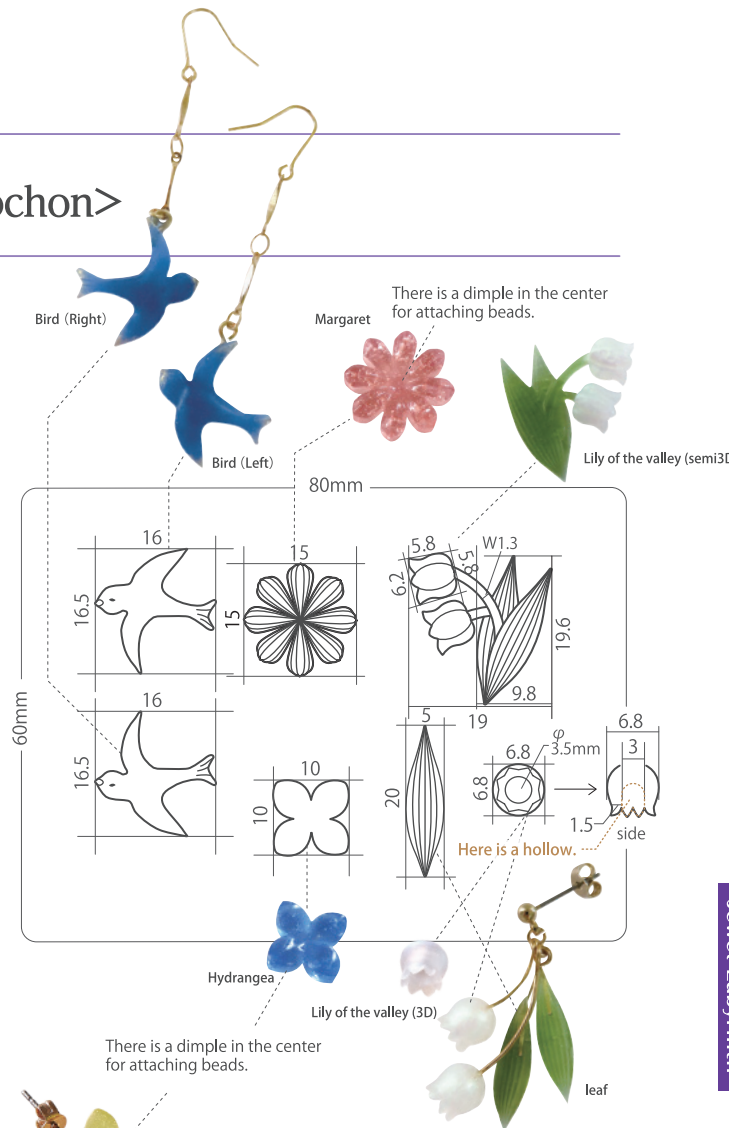 ochon>
There is a dimple in the center
for attaching beads.
Bird (Right)
Margaret
Bird (Left)
Lily of the valley (semi3D
80mm
16
15
5.8
W1.3
5.8
6.2
16.5
15
19.6
9.8
16
5
19
60mm
6.8
φ
3.5mm
6.8
3
16.5
10
10
20
6.8
1.5
side
Here is a hollow.
Hydrangea
Lily of the valley (3D)
There is a dimple in the center
for attaching beads.
leaf